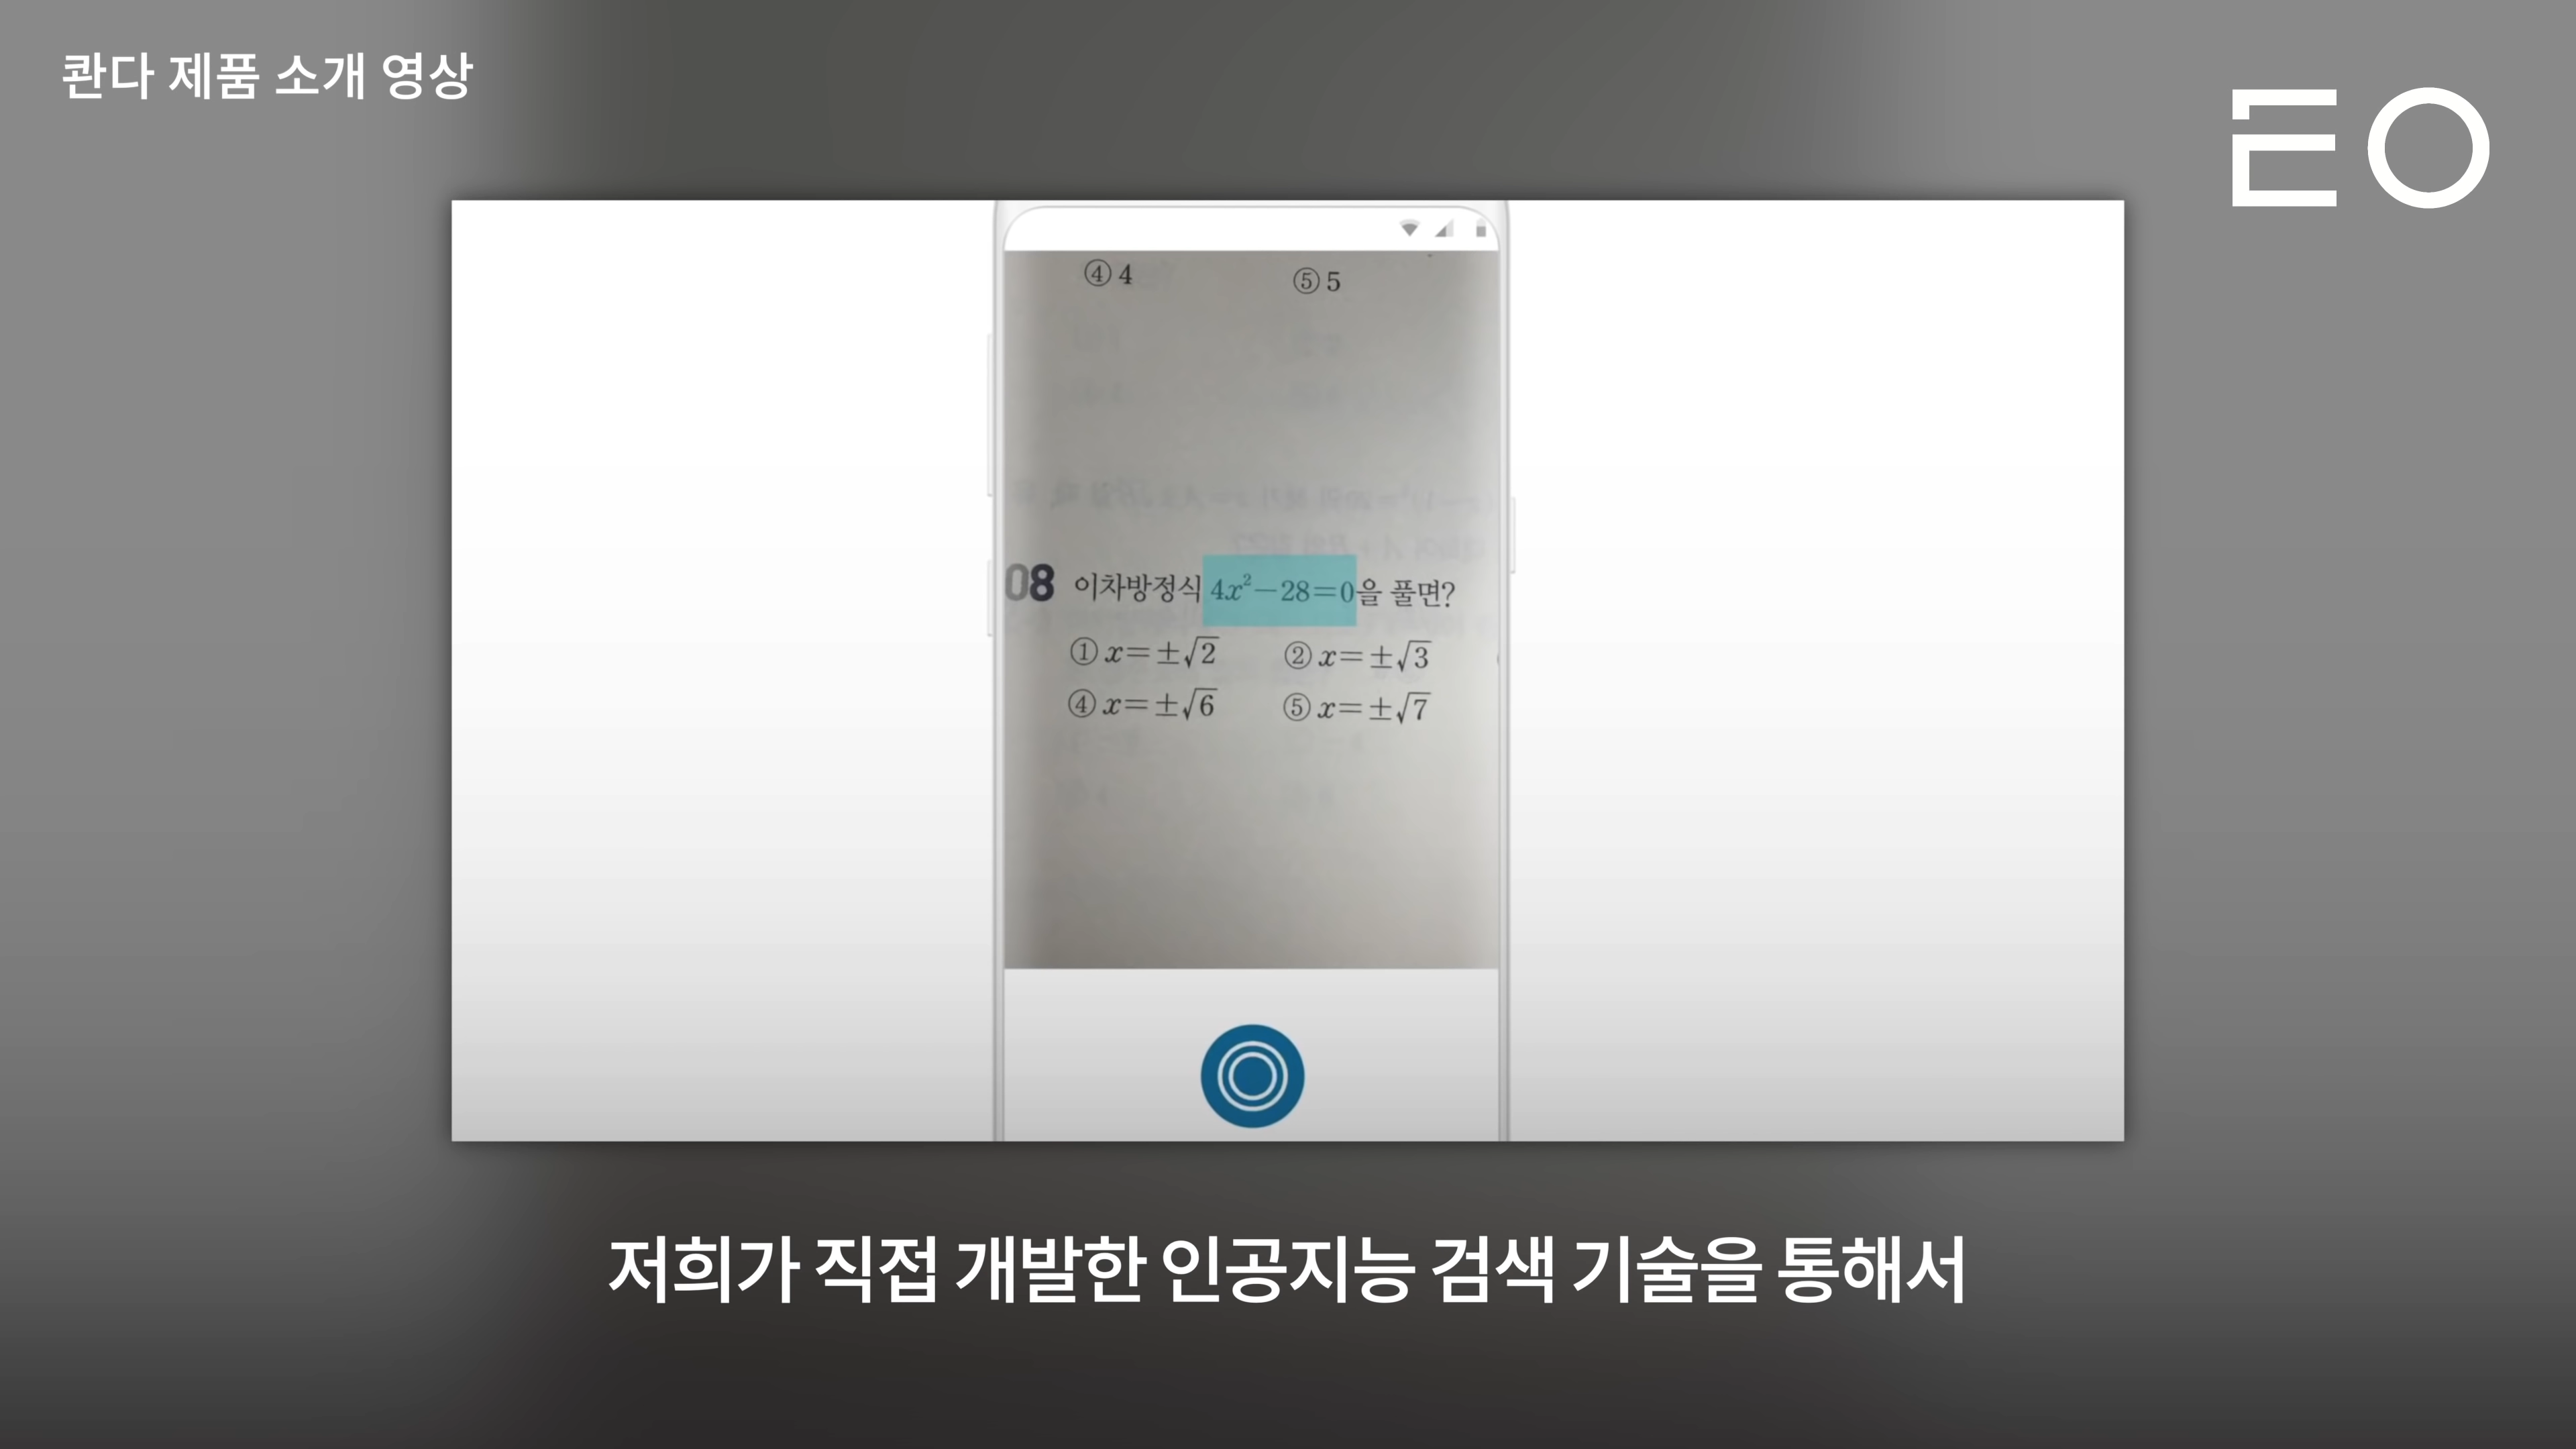 콴다 제품 소개 영상
EO
④ 4 ⑤ 5
08 이차방정식 4x²-28=0을 풀면?
① x=±√2 ② x=±√3
④ x=±√6 ⑤ x=±√7
저희가 직접 개발한 인공지능 검색 기술을 통해서